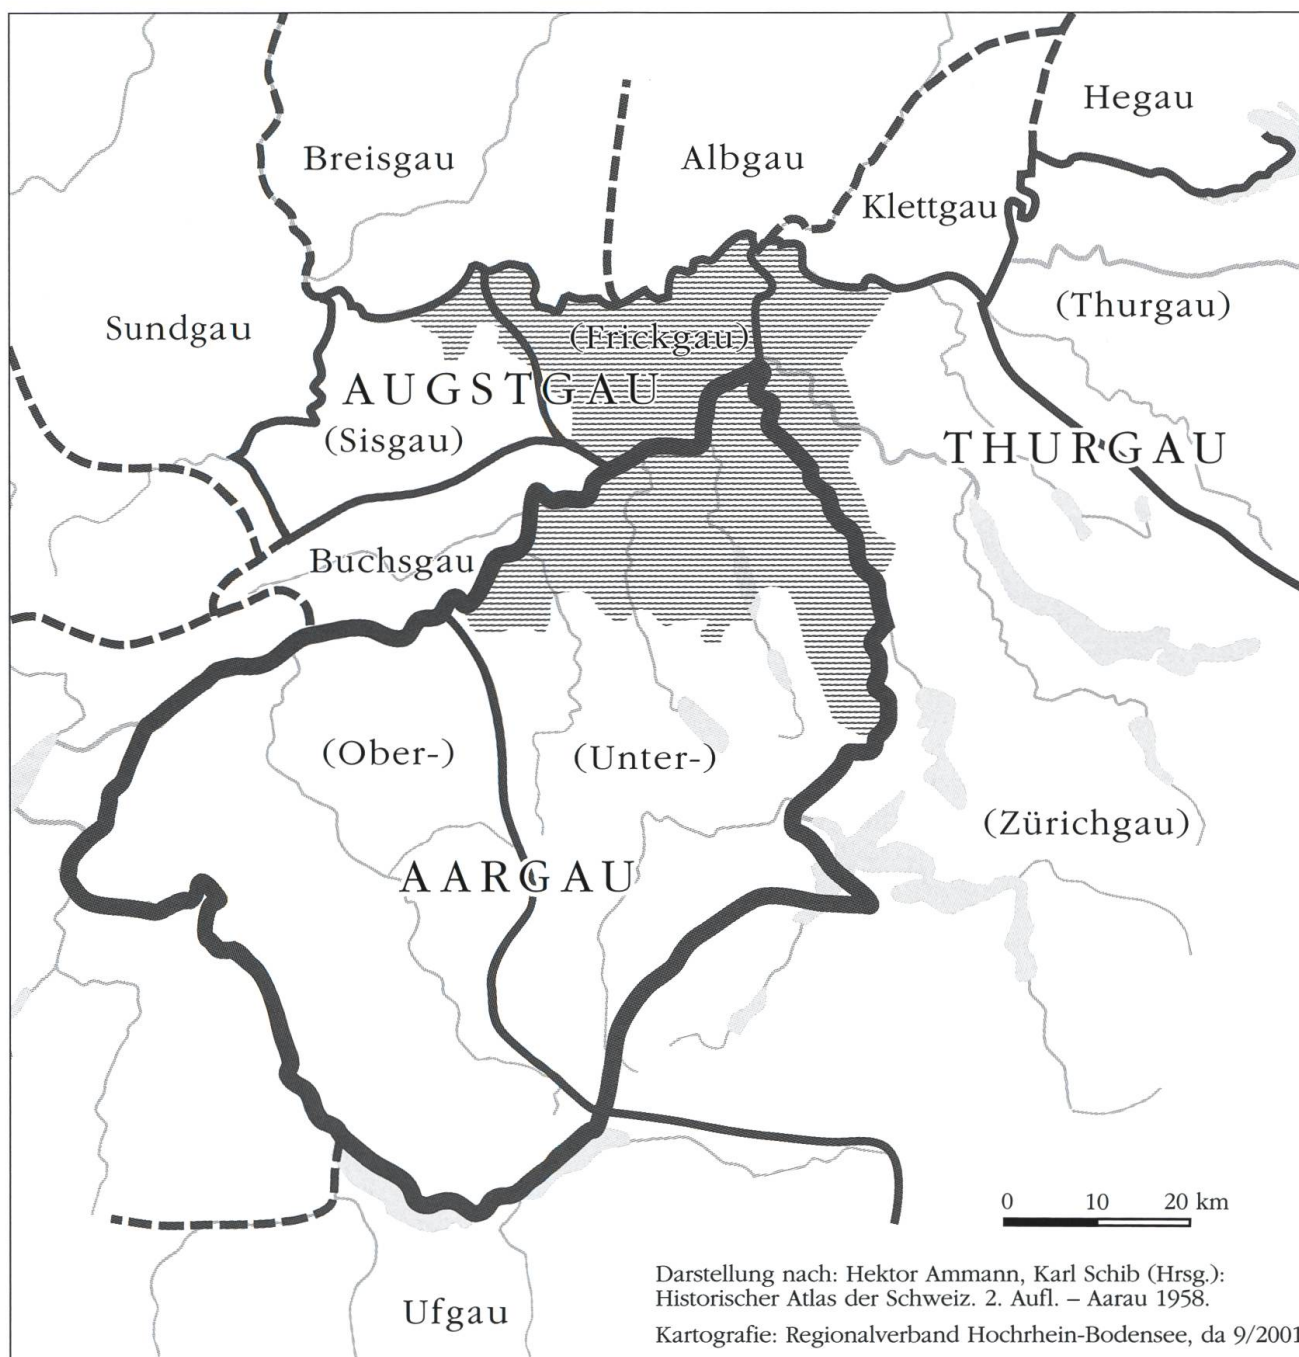 Hegau
Breisgau
Albgau
Klettgau
(Thurgau)
Sundgau
(Frickgau)
AUGSTGAU
(Sisgau)
THURGAU
Buchsgau
(Ober-)
(Unter-)
(Zürichgau)
AARGAU
0 10 20 km
Darstellung nach: Hektor Ammann, Karl Schib (Hrsg.):
Historischer Atlas der Schweiz. 2. Aufl. – Aarau 1958.
Ufgau
Kartografie: Regionalverband Hochrhein-Bodensee, da 9/2001